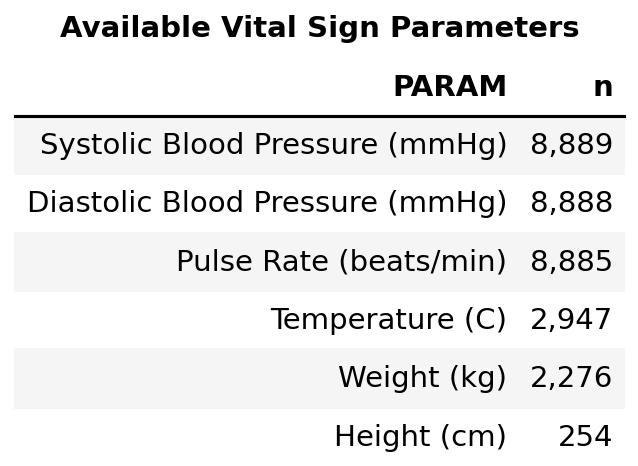 Available Vital Sign Parameters
PARAM n
Systolic Blood Pressure (mmHg) 8,889
Diastolic Blood Pressure (mmHg) 8,888
Pulse Rate (beats/min) 8,885
Temperature (C) 2,947
Weight (kg) 2,276
Height (cm) 254